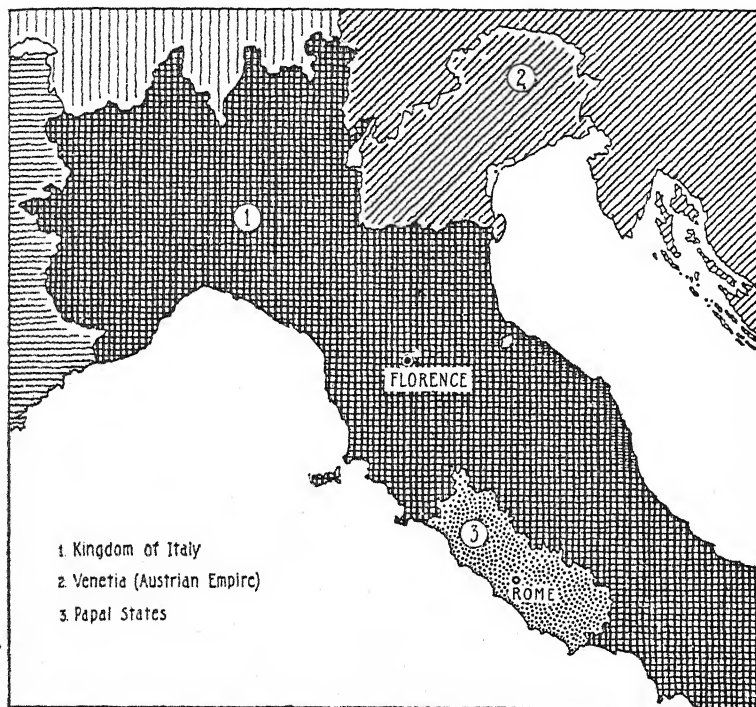 2
1
FLORENCE
3
ROME
1. Kingdom of Italy
2. Venetia (Austrian Empire)
3. Papal States